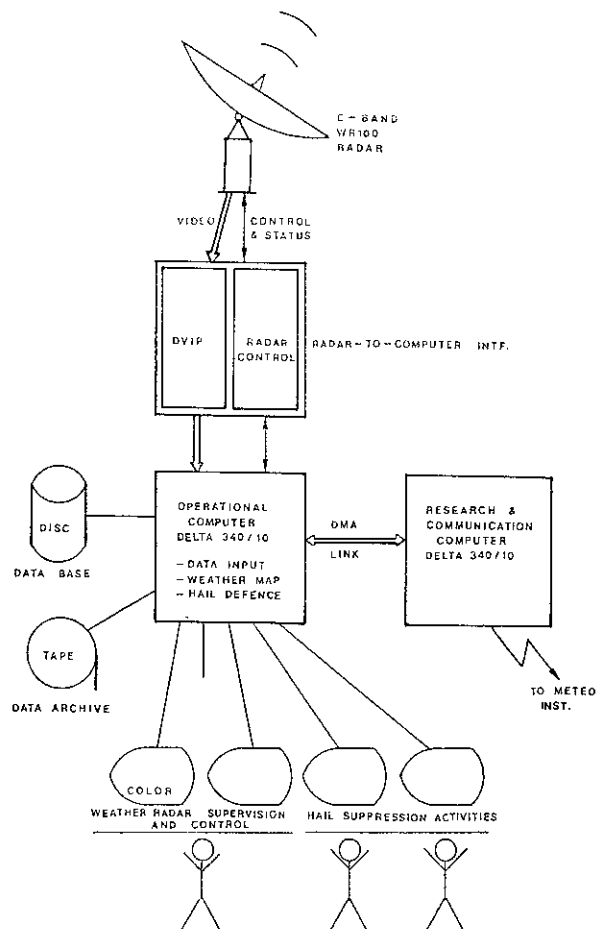 C-BAND
WR100
RADAR
VIDEO
CONTROL
& STATUS
DVIP
RADAR
CONTROL
RADAR-TO-COMPUTER INTF.
OPERATIONAL
COMPUTER
DELTA 340/10
-DATA INPUT
-WEATHER MAP
-HAIL DEFENCE
DMA
LINK
RESEARCH &
COMMUNICATION
COMPUTER
DELTA 340/10
DISC
DATA BASE
TAPE
DATA ARCHIVE
TO METEO
INST.
COLOR
WEATHER RADAR SUPERVISION
AND CONTROL
HAIL SUPPRESSION ACTIVITIES